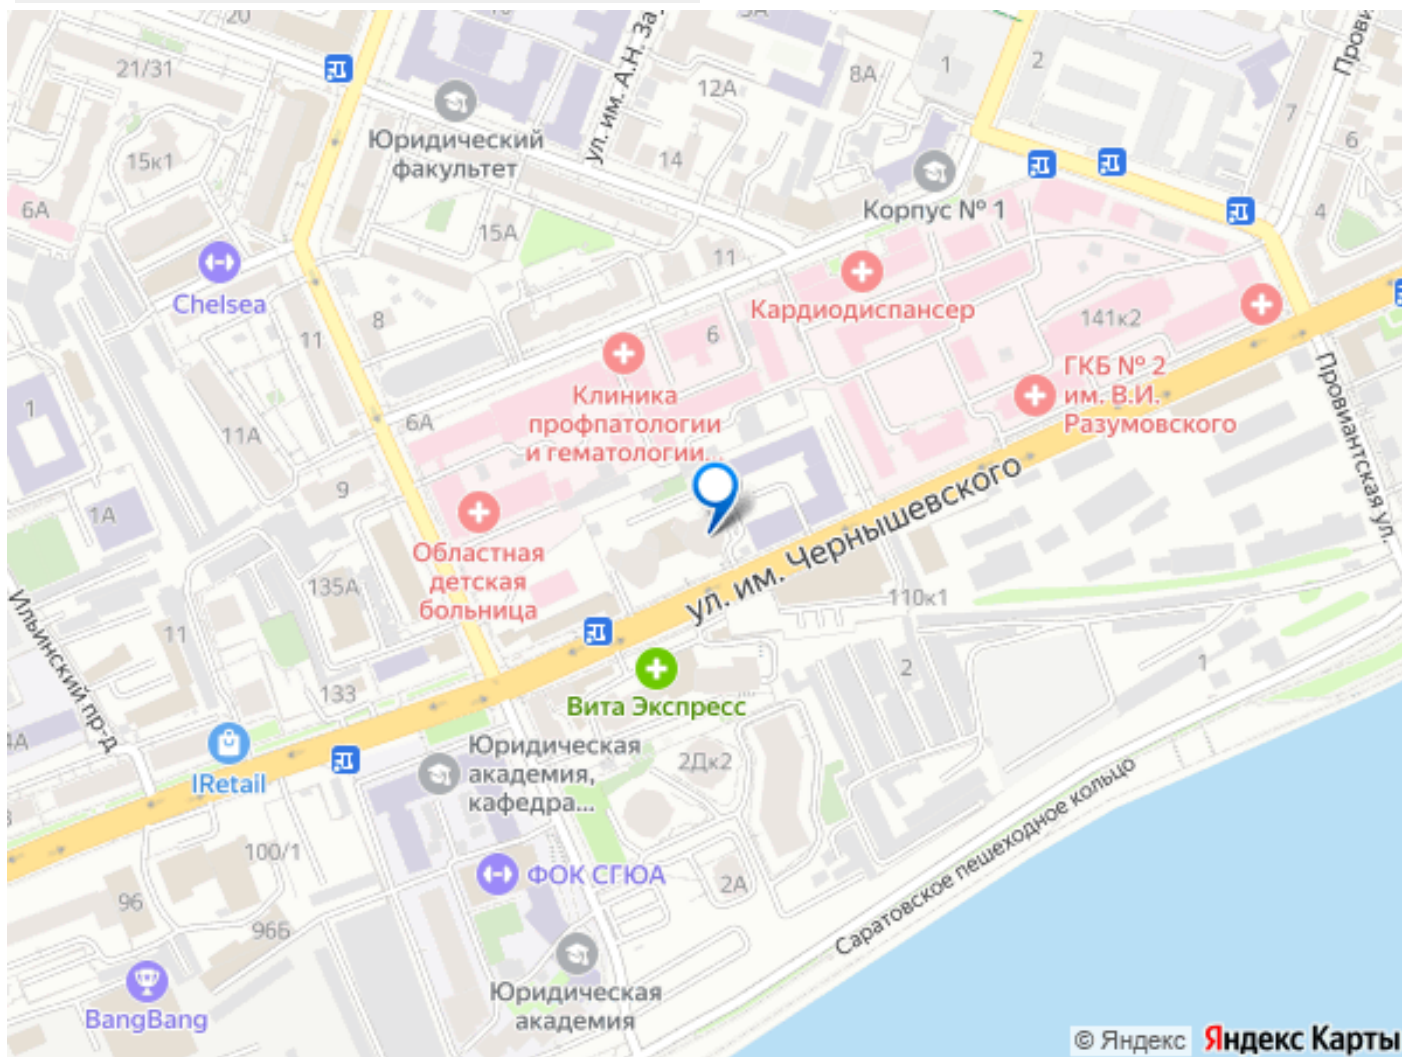 20
10
3А
21/31
ул. им. А.Н. За
12А
8А
1
2
Прови
7
Юридический
факультет
15к1
14
6
6А
Корпус № 1
4
15А
11
Chelsea
Кардиодиспансер
8
11
6
141к2
Клиника
профпатологии
и гематологии...
ГКБ № 2
им. В.И.
Разумовского
Провиантская ул.
1
6А
11А
9
1А
Областная
детская
больница
ул. им. Чернышевского
135А
110к1
Ильинский пр-д
11
2
1
133
Вита Экспресс
4А
IRetail
Юридическая
академия,
кафедра...
2Дк2
Саратовское пешеходное кольцо
3
100/1
ФОК СГЮА
2А
96
96Б
BangBang
Юридическая
академия
© Яндекс Яндекс Карты